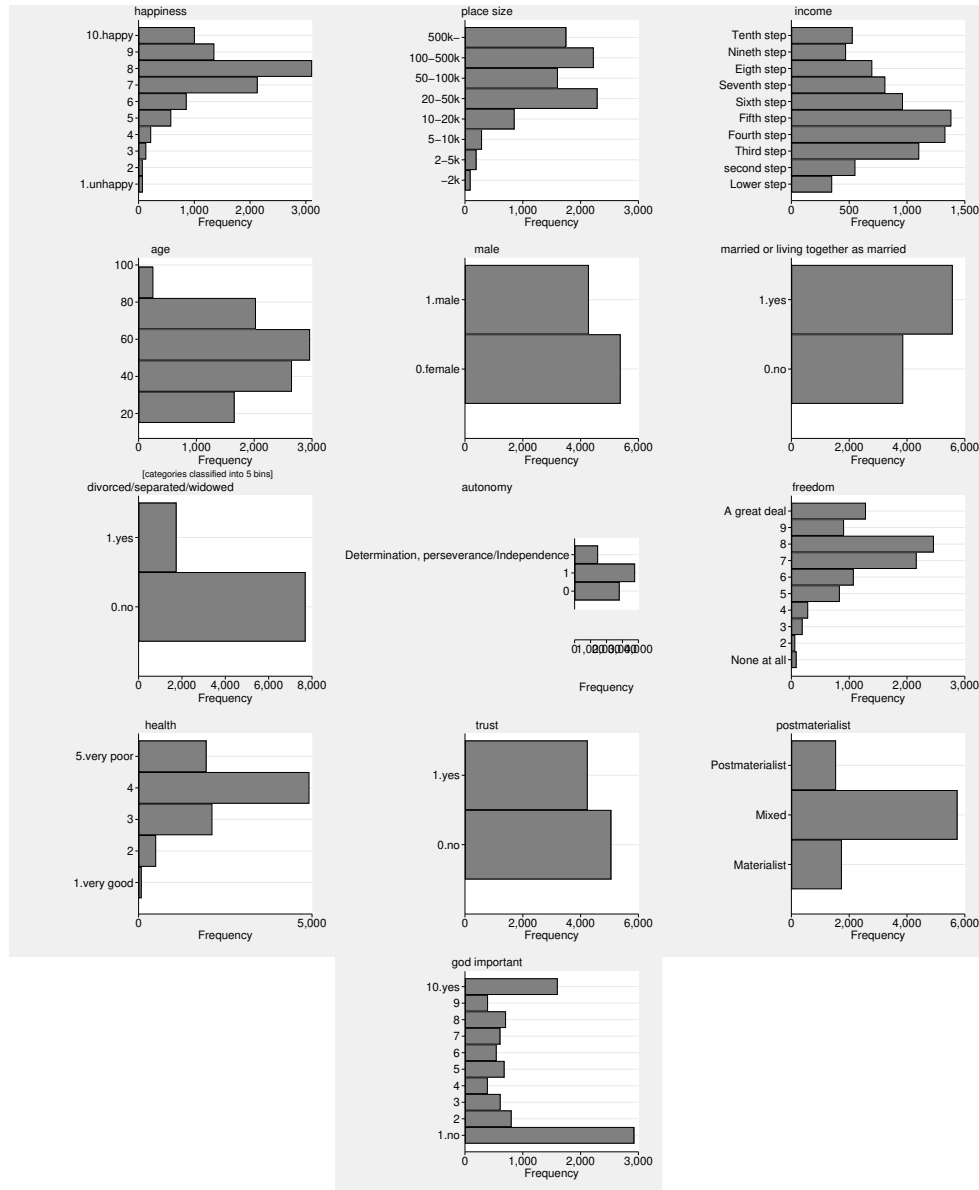 happiness
10.happy
9
8
7
6
5
4
3
2
1.unhappy
0 1,000 2,000 3,000
Frequency
place size
500k−
100−500k
50−100k
20−50k
10−20k
5−10k
2−5k
−2k
0 1,000 2,000 3,000
Frequency
income
Tenth step
Nineth step
Eigth step
Seventh step
Sixth step
Fifth step
Fourth step
Third step
second step
Lower step
0 500 1,000 1,500
Frequency
age
100
80
60
40
20
0 1,000 2,000 3,000
Frequency
[categories classified into 5 bins]
male
1.male
0.female
0 2,000 4,000 6,000
Frequency
married or living together as married
1.yes
0.no
0 2,000 4,000 6,000
Frequency
divorced/separated/widowed
1.yes
0.no
0 2,000 4,000 6,000 8,000
Frequency
autonomy
Determination, perseverance/Independence
1
0
0 1,000 2,000 3,000 4,000
Frequency
freedom
A great deal
9
8
7
6
5
4
3
2
None at all
0 1,000 2,000 3,000
Frequency
health
5.very poor
4
3
2
1.very good
0 5,000
Frequency
trust
1.yes
0.no
0 2,000 4,000 6,000
Frequency
postmaterialist
Postmaterialist
Mixed
Materialist
0 2,000 4,000 6,000
Frequency
god important
10.yes
9
8
7
6
5
4
3
2
1.no
0 1,000 2,000 3,000
Frequency